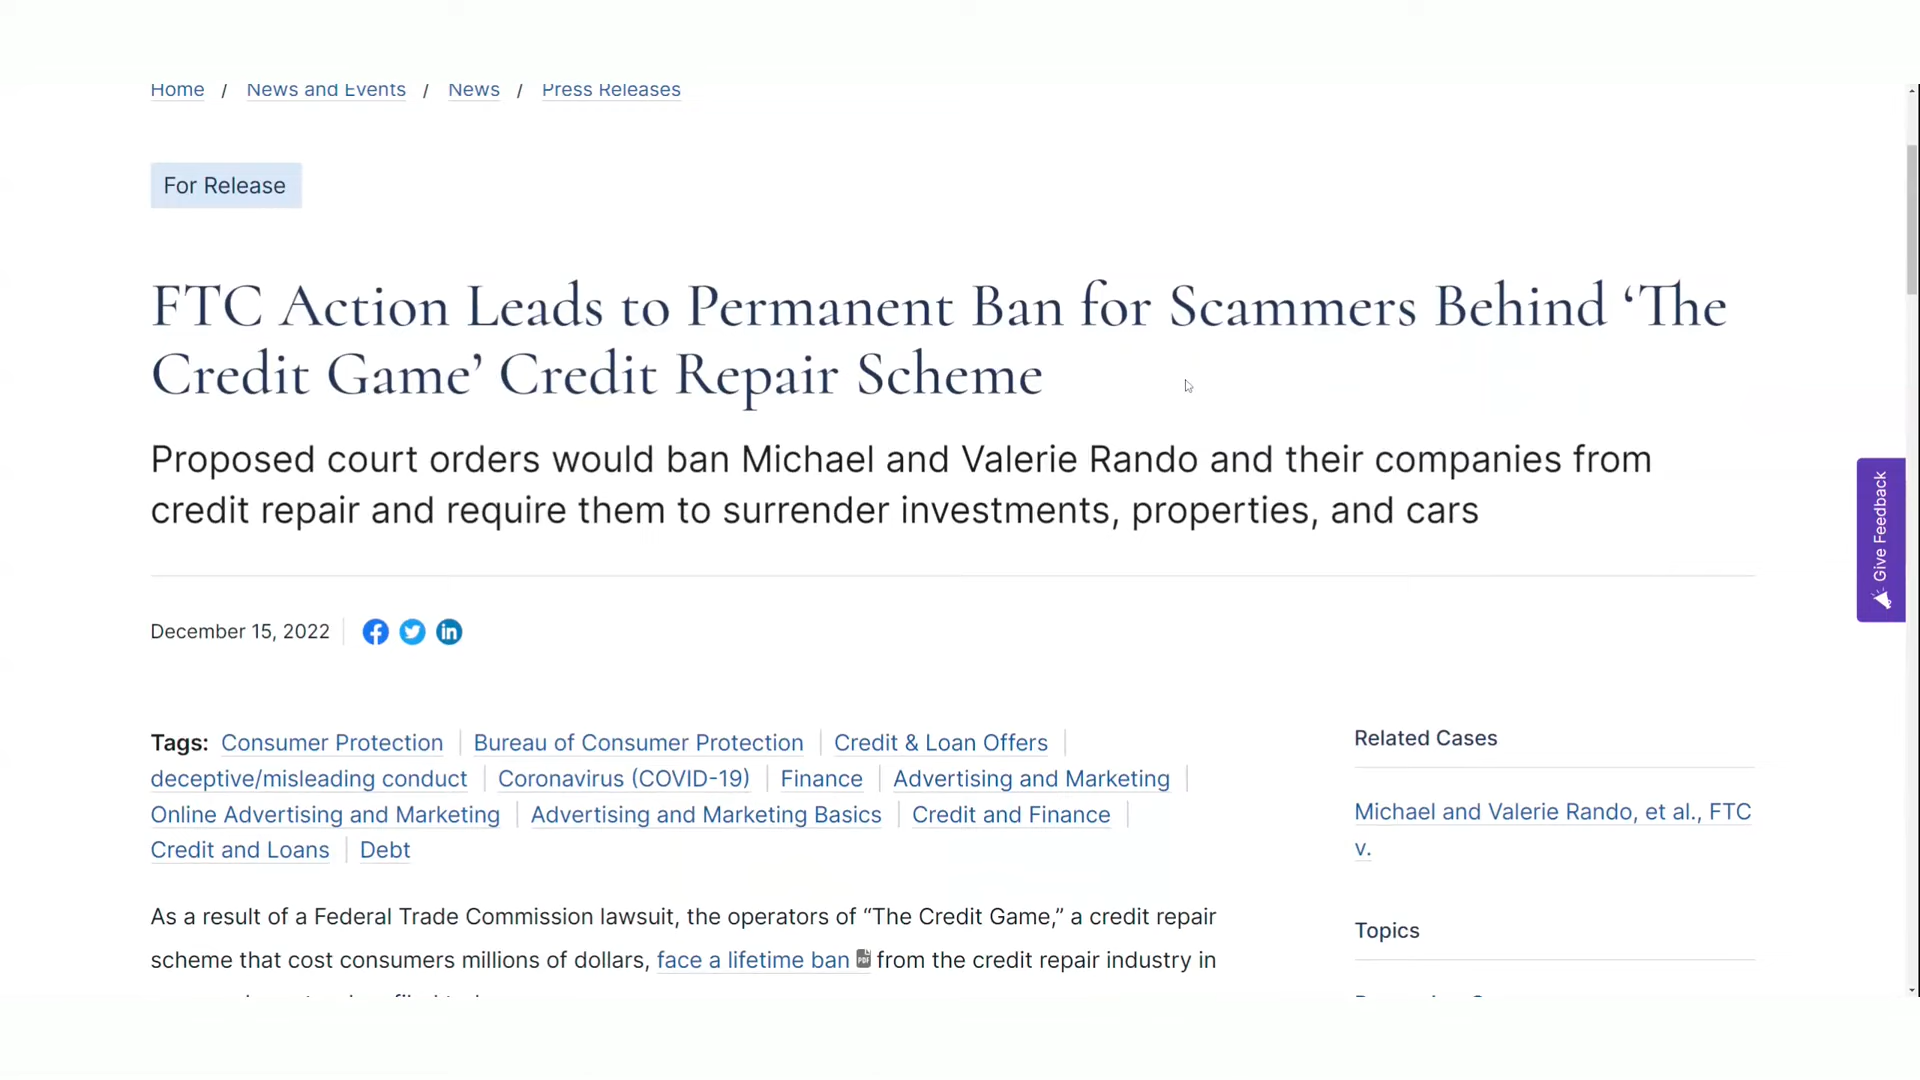 Home / News and Events / News / Press Releases
For Release
FTC Action Leads to Permanent Ban for Scammers Behind ‘The
Credit Game’ Credit Repair Scheme
Proposed court orders would ban Michael and Valerie Rando and their companies from
credit repair and require them to surrender investments, properties, and cars
Give Feedback
December 15, 2022
Tags: Consumer Protection | Bureau of Consumer Protection | Credit & Loan Offers |
deceptive/misleading conduct | Coronavirus (COVID-19) | Finance | Advertising and Marketing |
Online Advertising and Marketing | Advertising and Marketing Basics | Credit and Finance |
Credit and Loans | Debt
As a result of a Federal Trade Commission lawsuit, the operators of “The Credit Game,” a credit repair
scheme that cost consumers millions of dollars, face a lifetime ban from the credit repair industry in
Related Cases
Michael and Valerie Rando, et al., FTC
v.
Topics